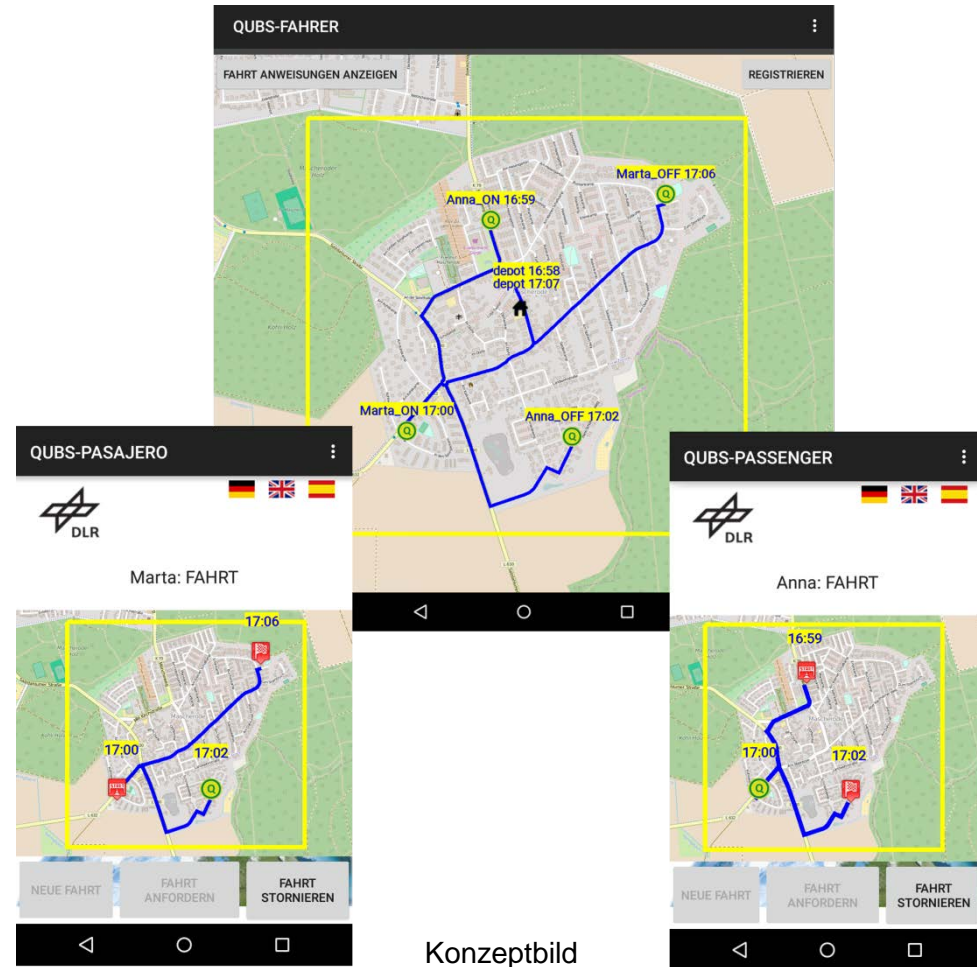 QUBS-FAHRER
FAHRT ANWEISUNGEN ANZEIGEN
REGISTRIEREN
Marta_OFF 17:06
Anna_ON 16:59
depot 16:58
depot 17:07
Marta_ON 17:00
Anna_OFF 17:02
QUBS-PASAJERO
DLR
Marta: FAHRT
17:06
17:00
17:02
START
NEUE FAHRT
FAHRT ANFORDERN
FAHRT STORNIEREN
QUBS-PASSENGER
DLR
Anna: FAHRT
16:59
START
17:00
17:02
NEUE FAHRT
FAHRT ANFORDERN
FAHRT STORNIEREN
Konzeptbild